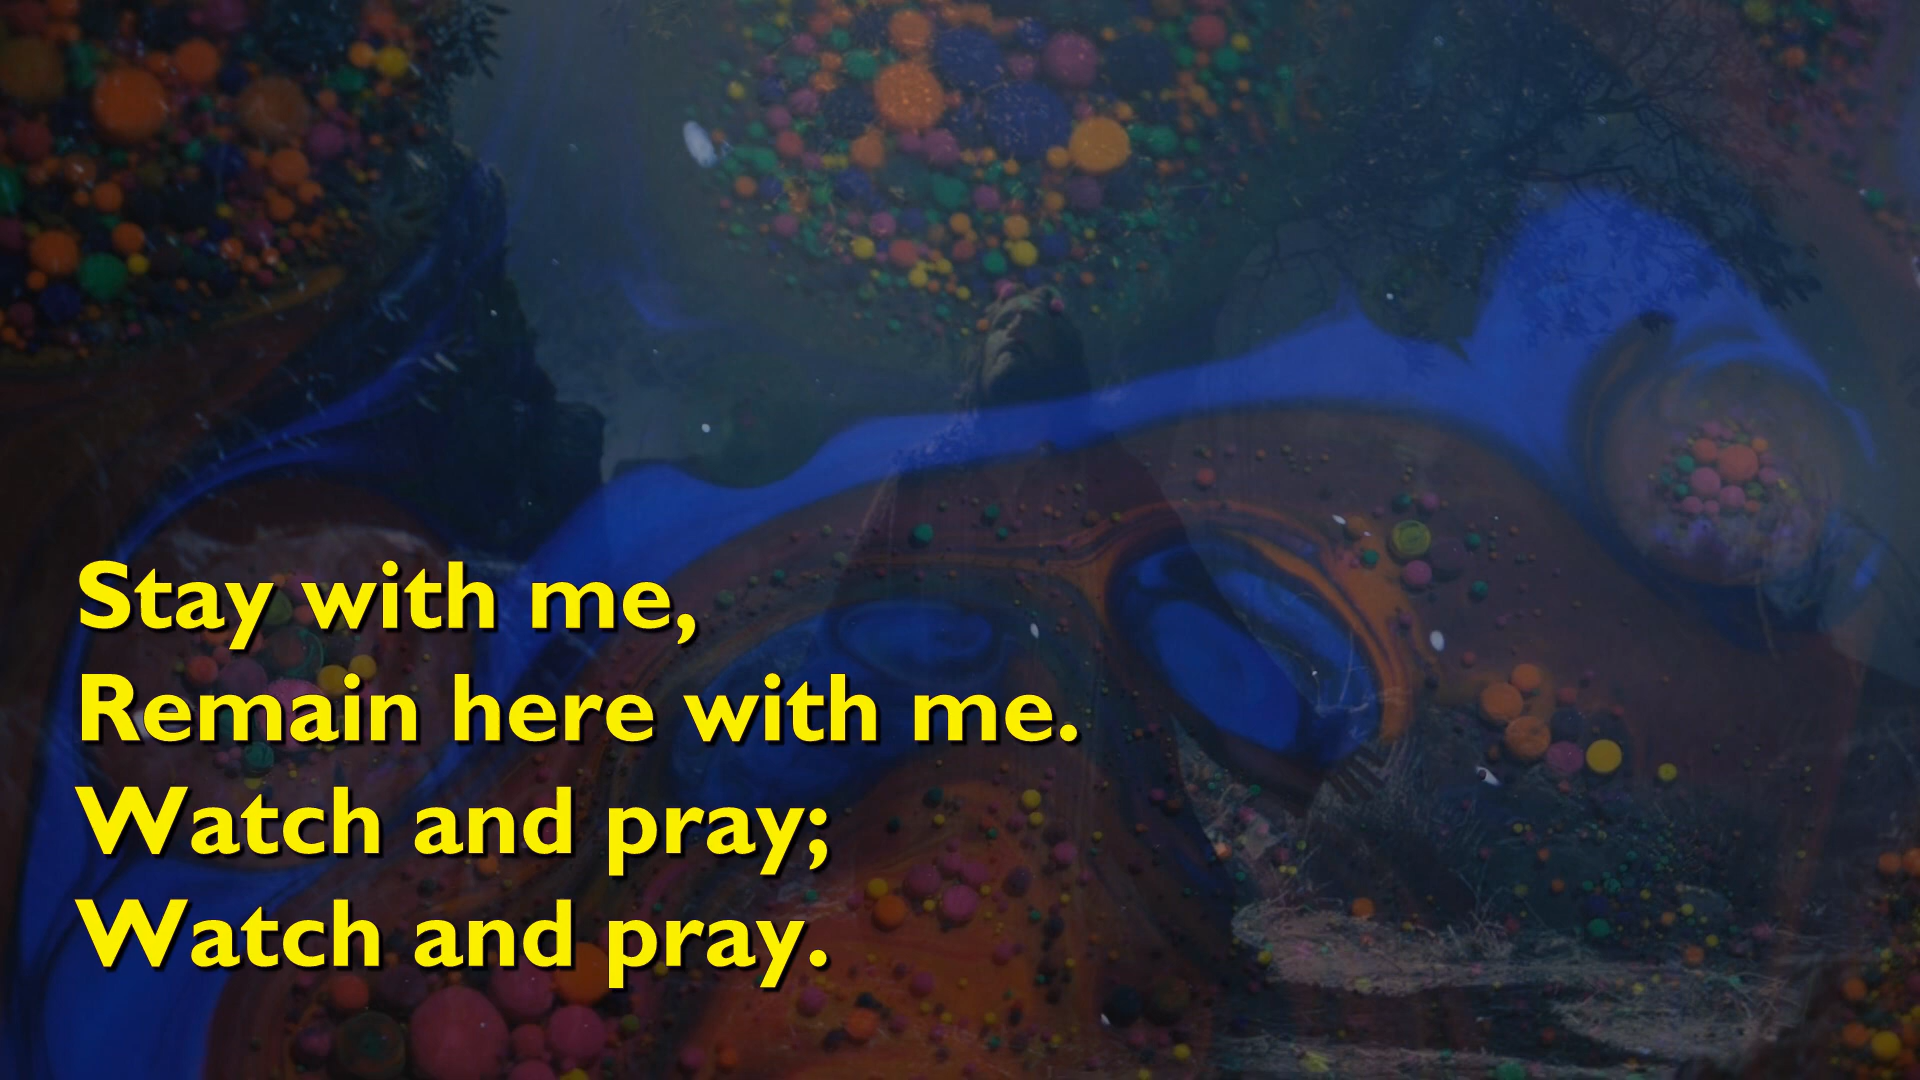 Stay with me,
Remain here with me.
Watch and pray;
Watch and pray.